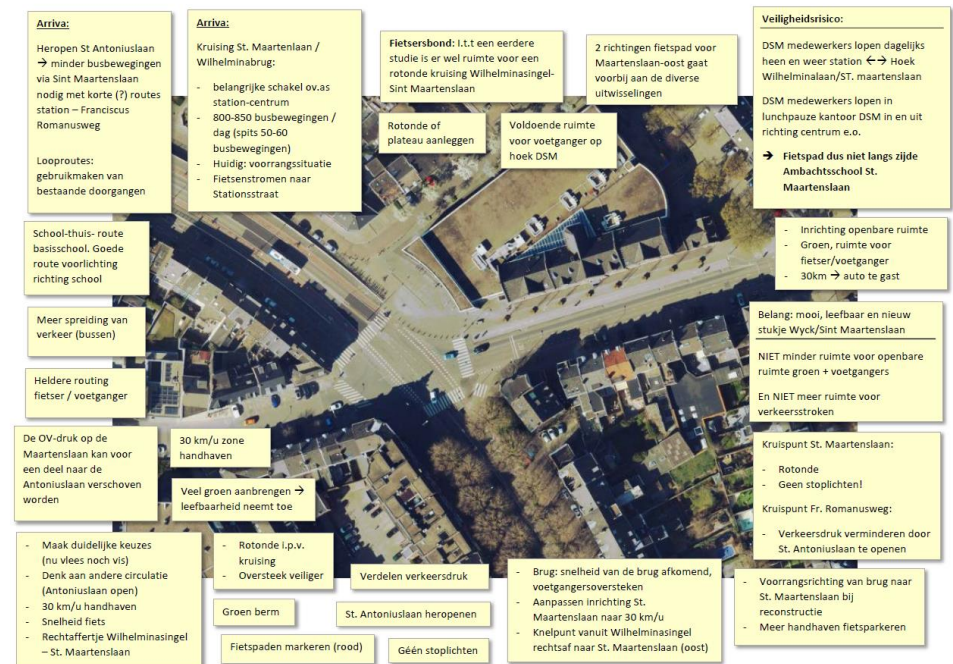 Arriva:
Heropen St Antoniuslaan
→ minder busbewegingen
via Sint Maartenslaan
nodig met korte (?) routes
station – Franciscus
Romanusweg
Looproutes:
gebruikmaken van
bestaande doorgangen
Arriva:
Kruising St. Maartenlaan /
Wilhelminabrug:
- belangrijke schakel ov.as
station-centrum
- 800-850 busbewegingen /
dag (spits 50-60
busbewegingen)
- Huidig: voorrangssituatie
- Fietsenstromen naar
Stationsstraat
Fietsersbond: I.t.t een eerdere
studie is er wel ruimte voor een
rotonde kruising Wilhelminasingel-
Sint Maartenslaan
2 richtingen fietspad voor
Maartenslaan-oost gaat
voorbij aan de diverse
uitwisselingen
Veiligheidsrisico:
DSM medewerkers lopen dagelijks
heen en weer station ←→ Hoek
Wilhelminalaan/ST. maartenslaan
DSM medewerkers lopen in
lunchpauze kantoor DSM in en uit
richting centrum e.o.
→ Fietspad dus niet langs zijde
Ambachtsschool St.
Maartenslaan
Rotonde of
plateau aanleggen
Voldoende ruimte
voor voetganger op
hoek DSM
School-thuis- route
basisschool. Goede
route voorlichting
richting school
- Inrichting openbare ruimte
- Groen, ruimte voor
fietser/voetganger
- 30km → auto te gast
Meer spreiding van
verkeer (bussen)
Belang: mooi, leefbaar en nieuw
stukje Wyck/Sint Maartenslaan
NIET minder ruimte voor openbare
ruimte groen + voetgangers
En NIET meer ruimte voor
verkeersstroken
Heldere routing
fietser / voetganger
De OV-druk op de
Maartenslaan kan voor
een deel naar de
Antoniuslaan verschoven
worden
30 km/u zone
handhaven
Veel groen aanbrengen →
leefbaarheid neemt toe
Kruispunt St. Maartenslaan:
- Rotonde
- Geen stoplichten!
Kruispunt Fr. Romanusweg:
- Verkeersdruk verminderen door
St. Antoniuslaan te openen
- Maak duidelijke keuzes
(nu vlees noch vis)
- Denk aan andere circulatie
(Antoniuslaan open)
- 30 km/u handhaven
- Snelheid fiets
- Rechtaffertje Wilhelminasingel
– St. Maartenslaan
- Rotonde i.p.v.
kruising
- Oversteek veiliger
Groen berm
Fietspaden markeren (rood)
Verdelen verkeersdruk
St. Antoniuslaan heropenen
Géén stoplichten
- Brug: snelheid van de brug afkomend,
voetgangersoversteken
- Aanpassen inrichting St.
Maartenslaan naar 30 km/u
- Knelpunt vanuit Wilhelminasingel
rechtsaf naar St. Maartenslaan (oost)
- Voorrangsrichting van brug naar
St. Maartenslaan bij
reconstructie
- Meer handhaven fietsparkeren